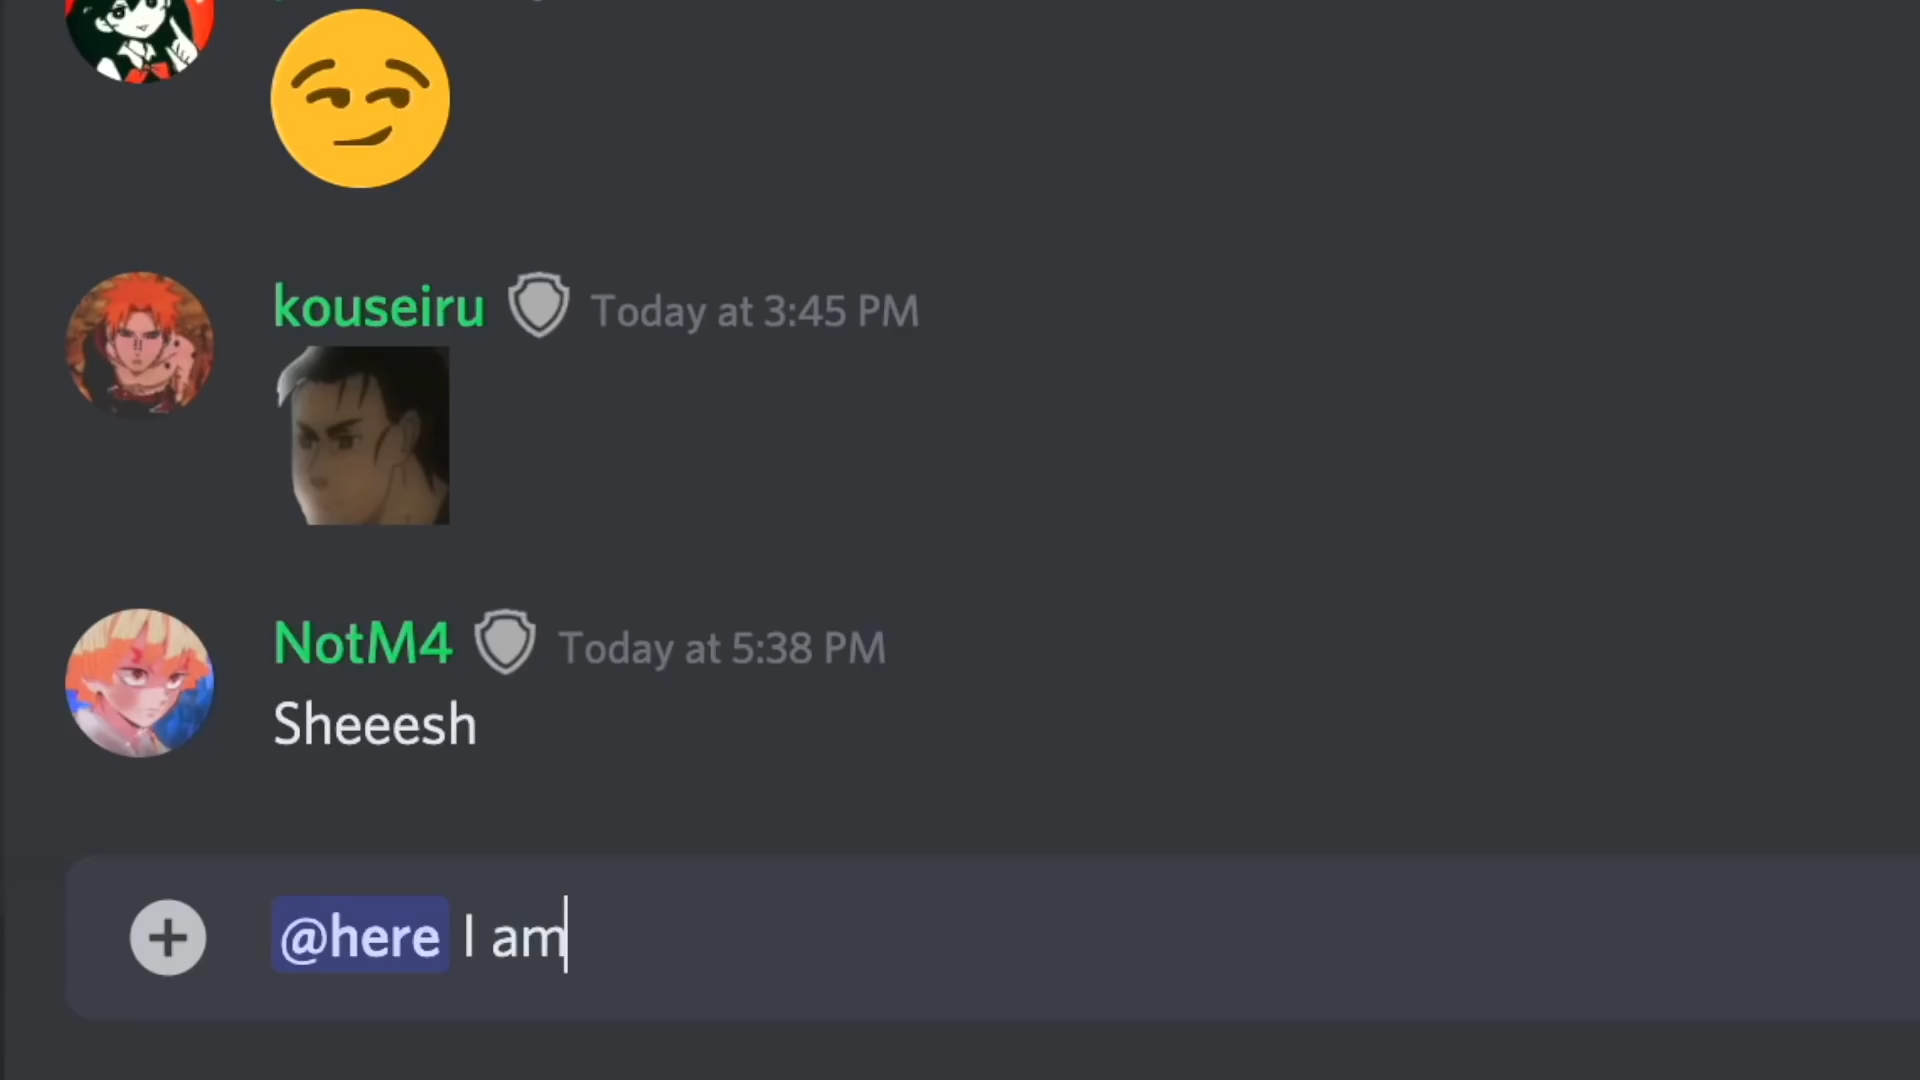 kouseiru Today at 3:45 PM
NotM4 Today at 5:38 PM
Sheeesh
@here I am